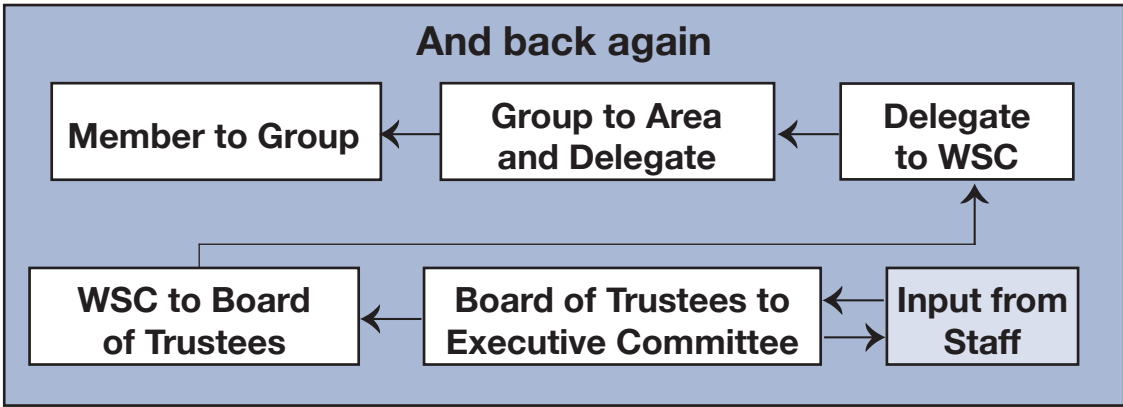 And back again
Member to Group
Group to Area
and Delegate
Delegate
to WSC
WSC to Board
of Trustees
Board of Trustees to
Executive Committee
Input from
Staff